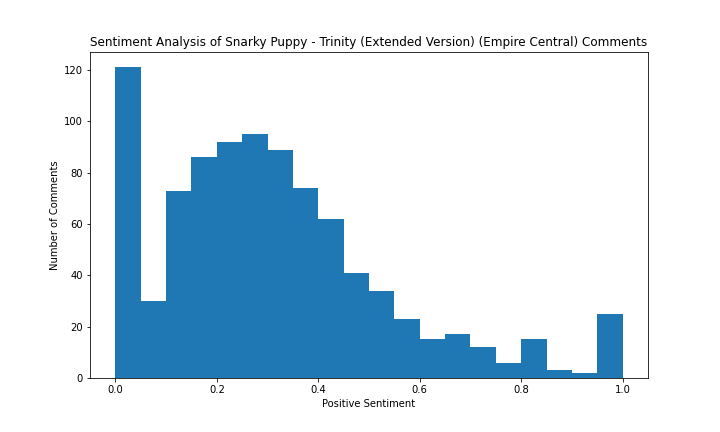 Sentiment Analysis of Snarky Puppy - Trinity (Extended Version) (Empire Central) Comments
120
100
80
60
40
20
0
Number of Comments
0.0 0.2 0.4 0.6 0.8 1.0
Positive Sentiment